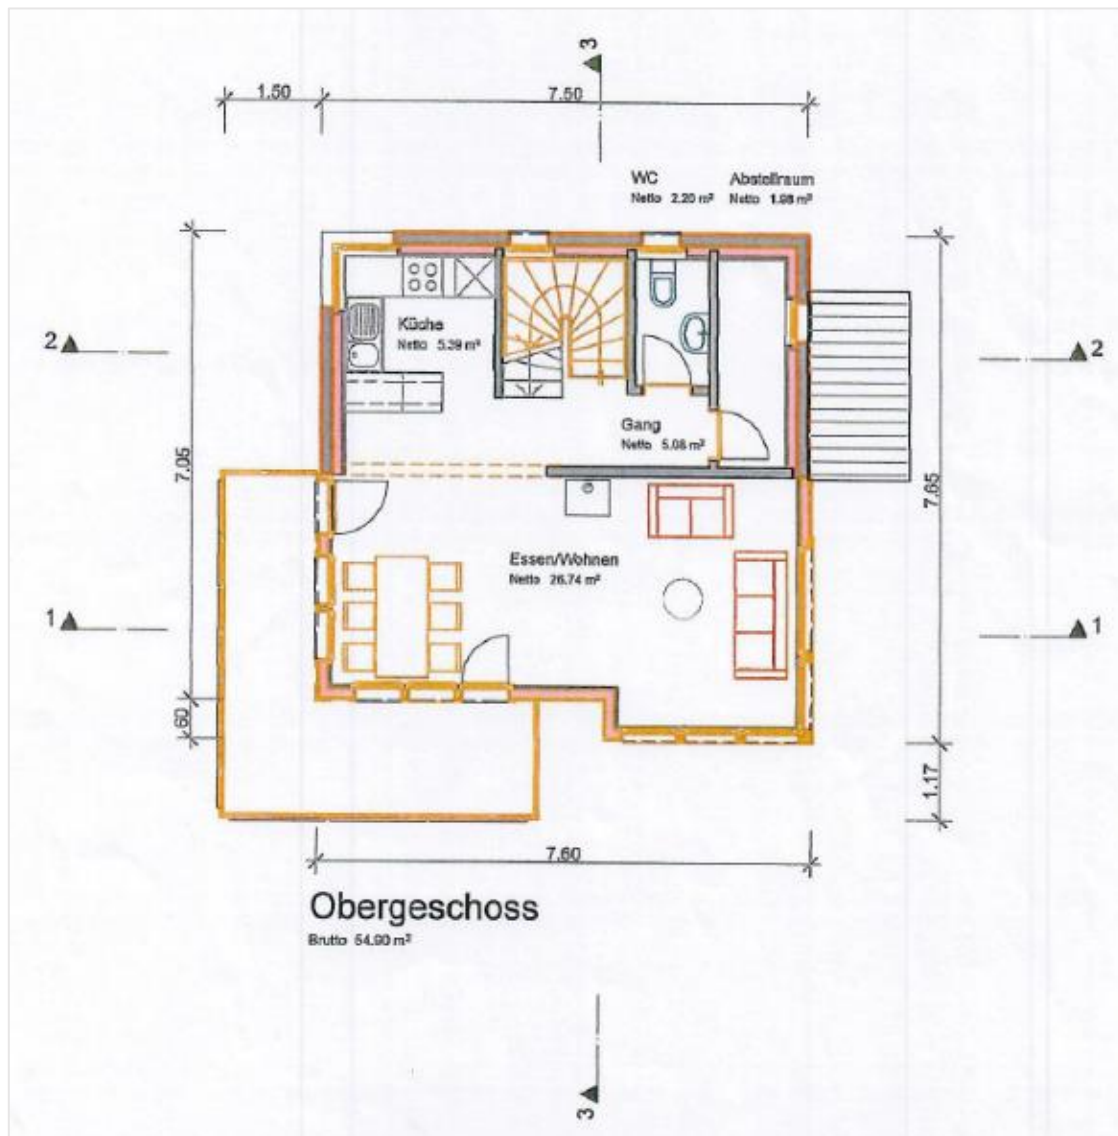 3
1.50
7.50
WC
Netto 2.20 m²
Abstellraum
Netto 1.98 m²
Küche
Netto 5.39 m²
2
2
Gang
Netto 5.08 m²
7.05
7.65
Essen/Wohnen
Netto 26.74 m²
1
1
.60
1.17
7.60
Obergeschoss
Brutto 54.90 m²
3